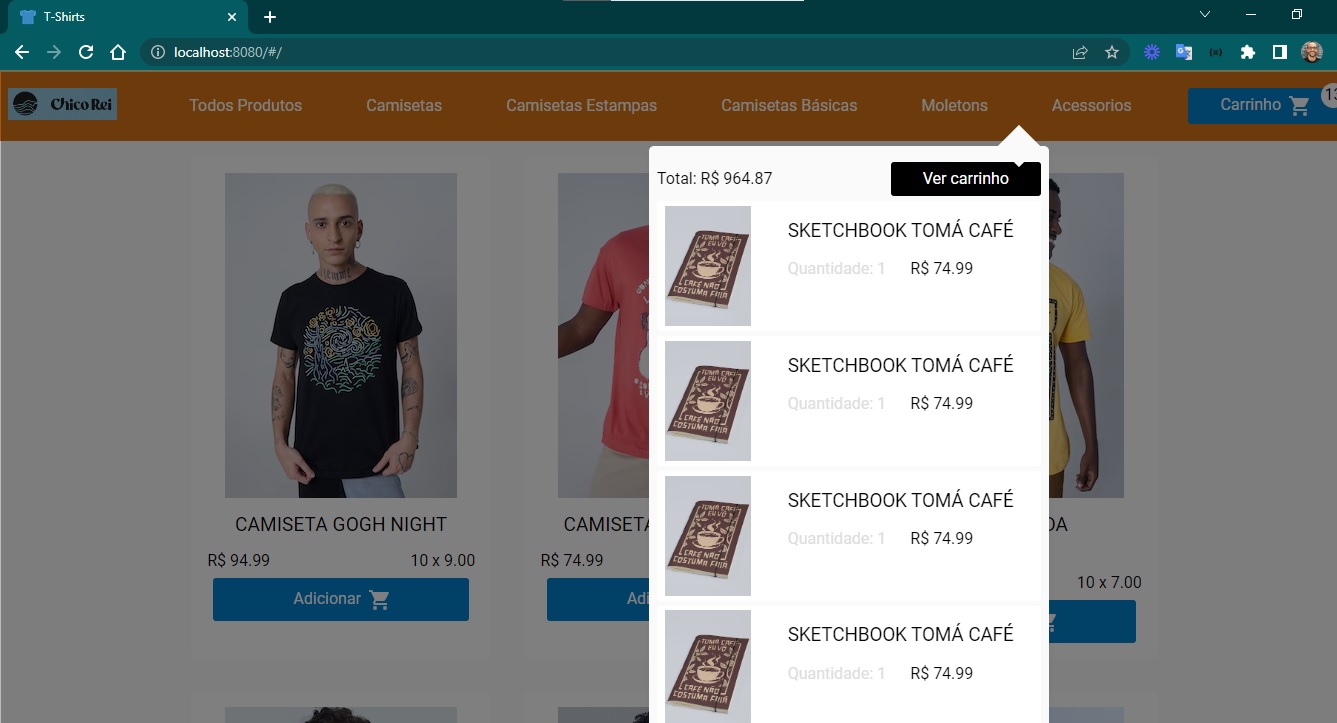 T-Shirts
localhost:8080/#/
Chico Rei
Todos Produtos
Camisetas
Camisetas Estampas
Camisetas Básicas
Moletons
Acessorios
Carrinho
13
Total: R$ 964.87
Ver carrinho
SKETCHBOOK TOMÁ CAFÉ
Quantidade: 1 R$ 74.99
SKETCHBOOK TOMÁ CAFÉ
Quantidade: 1 R$ 74.99
SKETCHBOOK TOMÁ CAFÉ
Quantidade: 1 R$ 74.99
SKETCHBOOK TOMÁ CAFÉ
Quantidade: 1 R$ 74.99
CAMISETA GOGH NIGHT
R$ 94.99 10 x 9.00
Adicionar
CAMISETA
R$ 74.99
Adi
DA
10 x 7.00